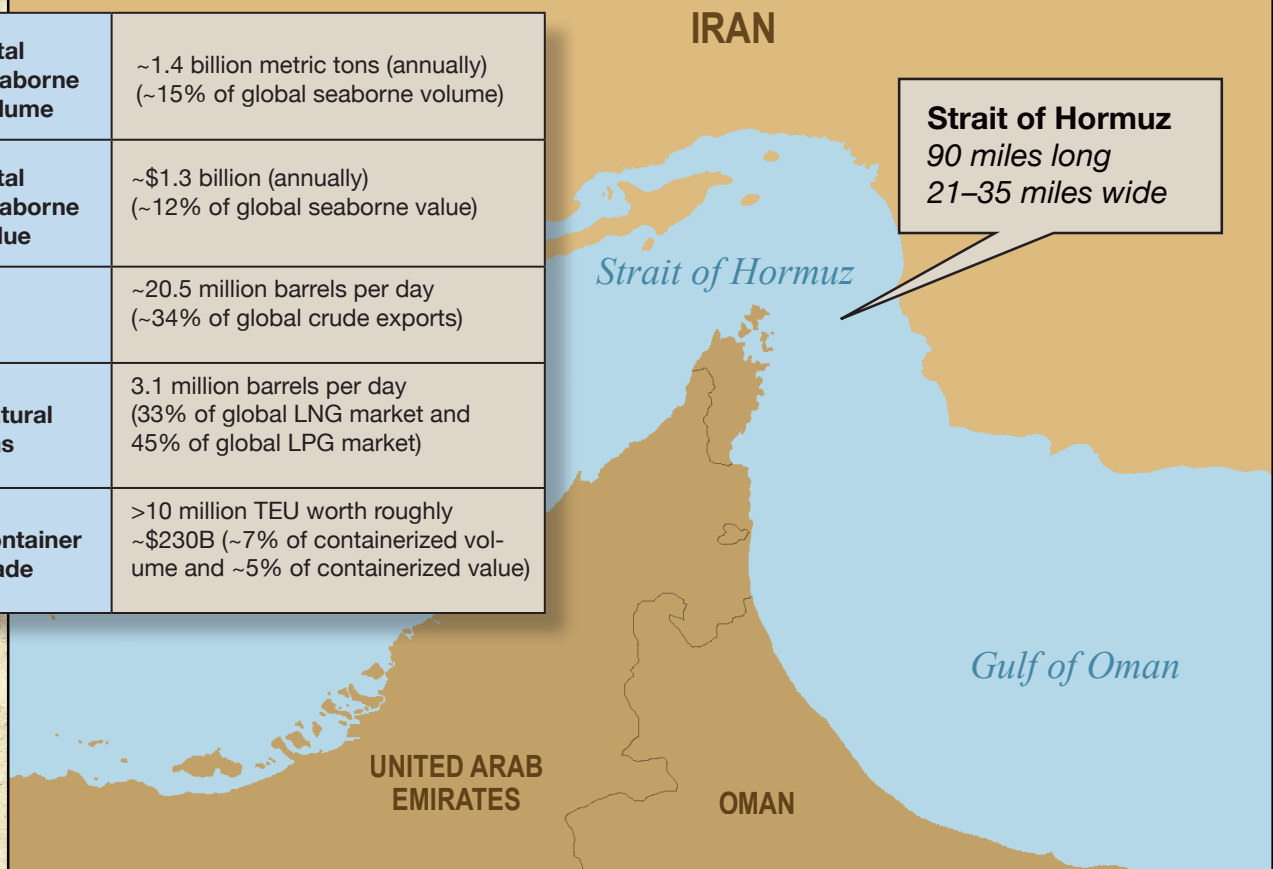 IRAN
tal
aborne
lume
~1.4 billion metric tons (annually)
(~15% of global seaborne volume)
tal
aborne
lue
~$1.3 billion (annually)
(~12% of global seaborne value)
~20.5 million barrels per day
(~34% of global crude exports)
tural
s
3.1 million barrels per day
(33% of global LNG market and
45% of global LPG market)
ntainer
ade
>10 million TEU worth roughly
~$230B (~7% of containerized vol-
ume and ~5% of containerized value)
Strait of Hormuz
90 miles long
21–35 miles wide
Strait of Hormuz
Gulf of Oman
UNITED ARAB
EMIRATES
OMAN